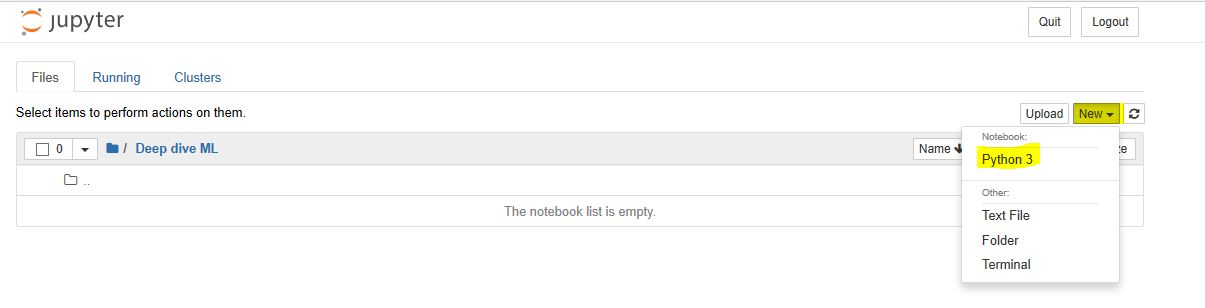 jupyter
Quit Logout
Files Running Clusters
Select items to perform actions on them.
Upload New
0 / Deep dive ML Name ze
Notebook:
Python 3
..
Other:
The notebook list is empty.
Text File
Folder
Terminal